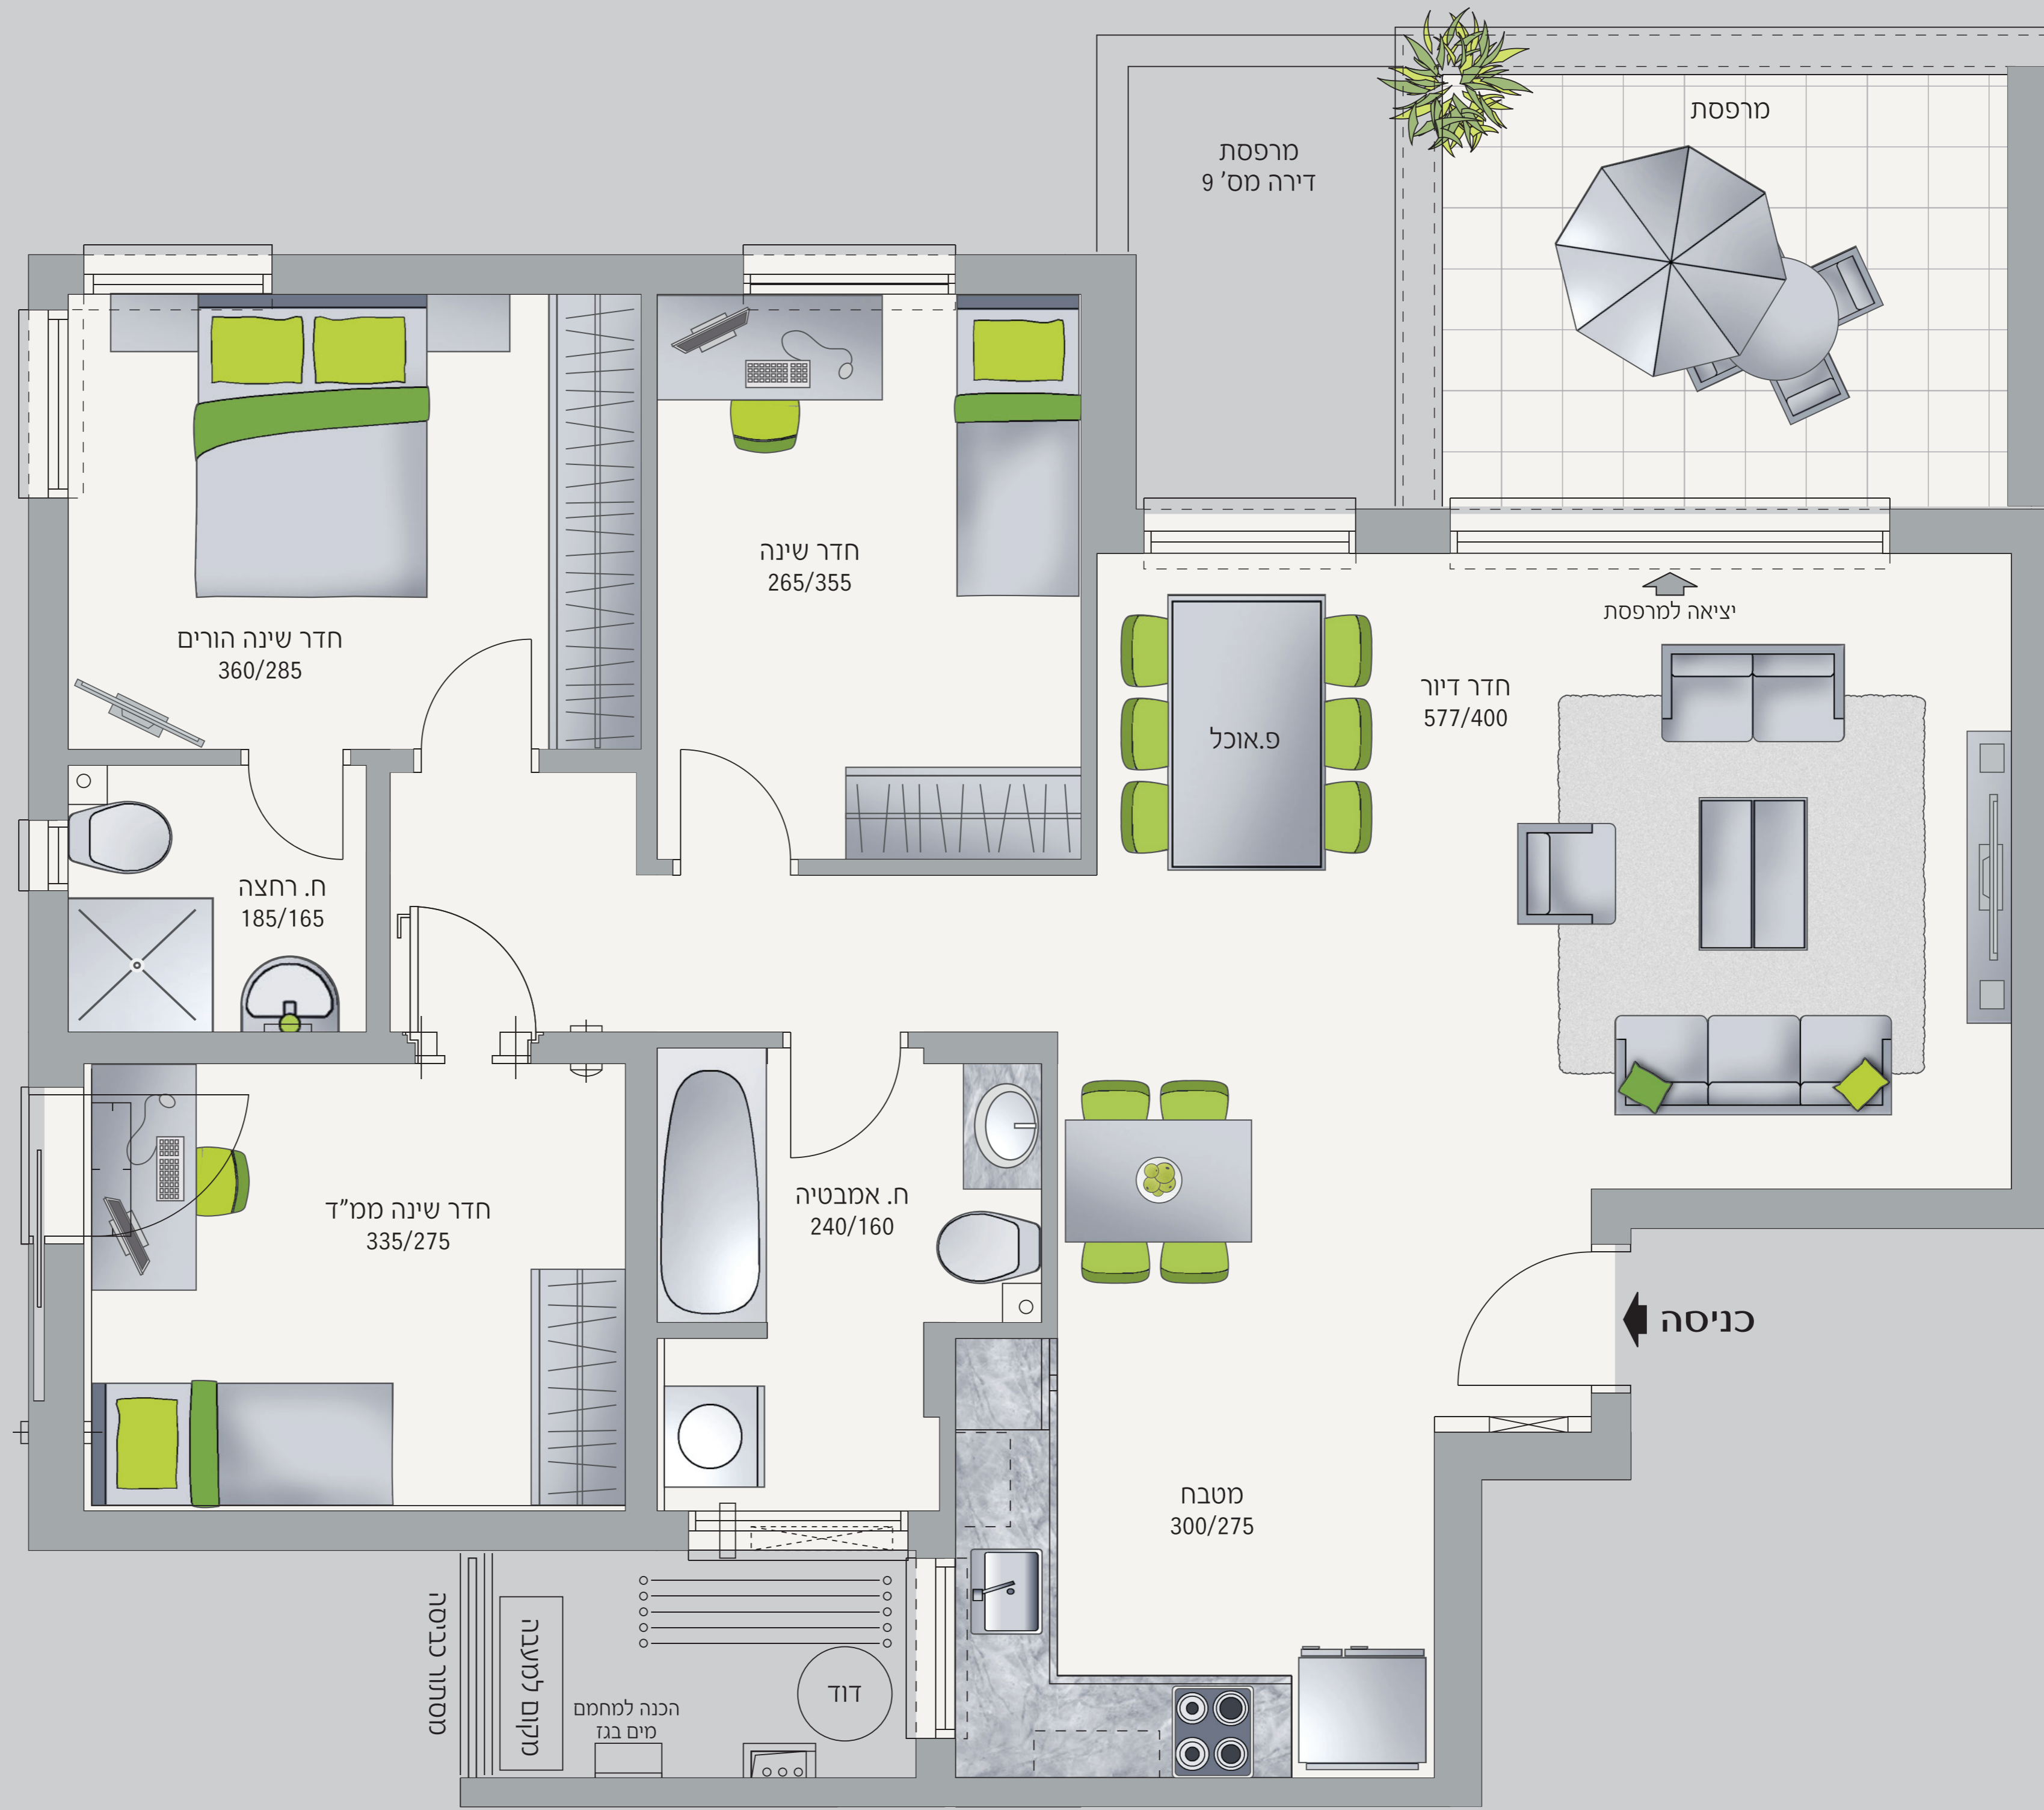 מרפסת
מרפסת
דירה מס' 9
חדר שינה
265/355
יציאה למרפסת
חדר שינה הורים
360/285
חדר דיור
577/400
פ.אוכל
ח. רחצה
185/165
חדר שינה ממ"ד
335/275
ח. אמבטיה
240/160
כניסה
מטבח
300/275
מסתור כביסה
מקום למעבה
הכנה למחמם
מים בגז
דוד